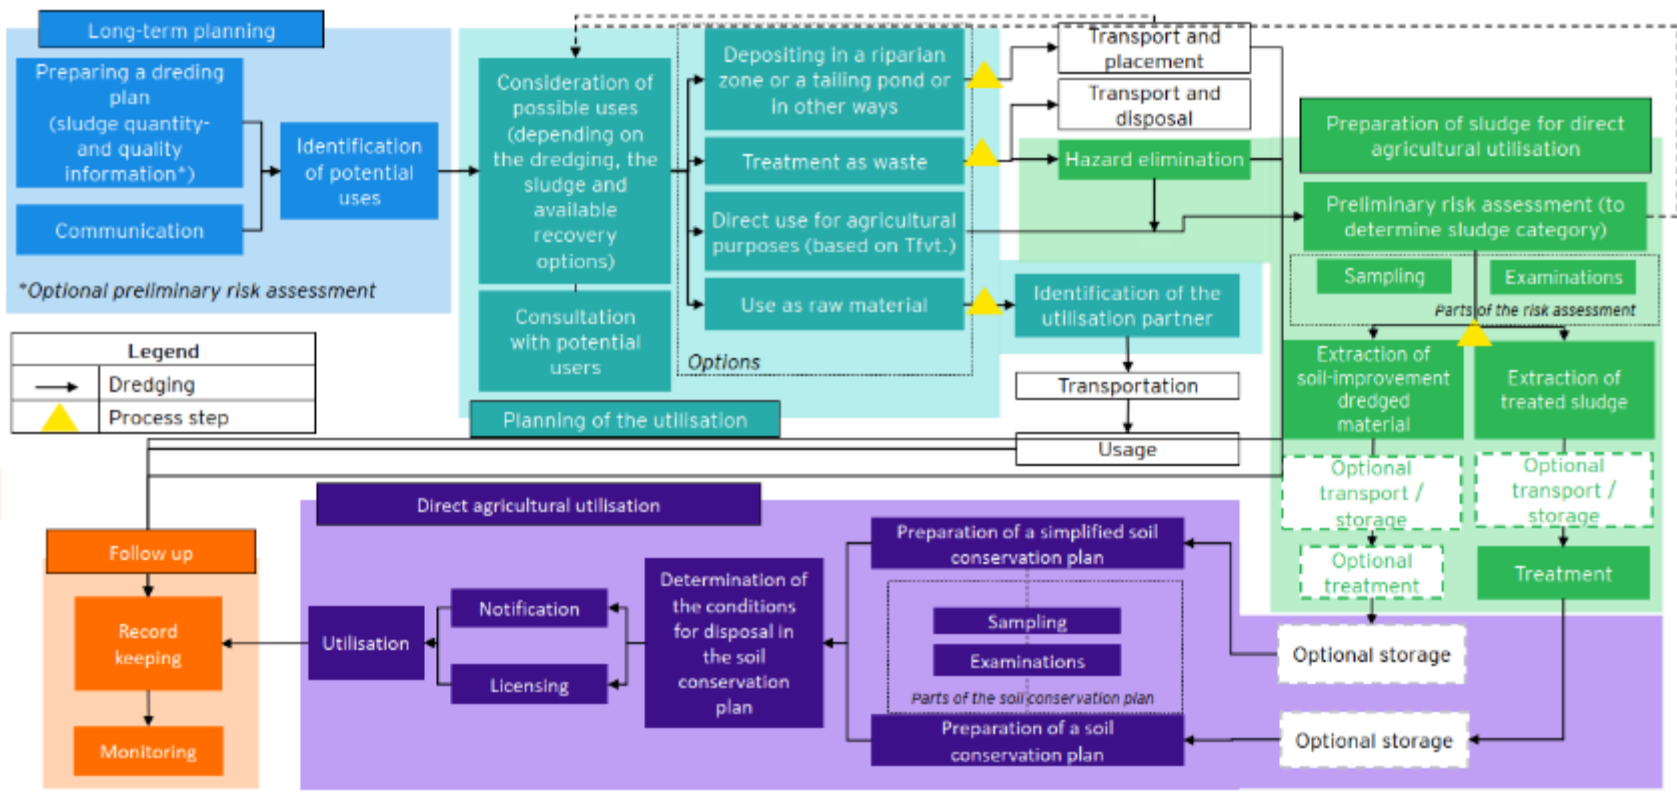 Long-term planning
Preparing a dreding
plan
(sludge quantity-
and quality
information*)
Communication
Identification
of potential
uses
*Optional preliminary risk assessment
Legend
Dredging
Process step
Consideration of
possible uses
(depending on
the dredging, the
sludge and
available
recovery
options)
Consultation
with potential
users
Depositing in a riparian
zone or a tailing pond or
in other ways
Treatment as waste
Direct use for agricultural
purposes (based on Tfvt.)
Use as raw material
Options
Planning of the utilisation
Transport and
placement
Transport and
disposal
Hazard elimination
Identification of the
utilisation partner
Transportation
Usage
Preparation of sludge for direct
agricultural utilisation
Preliminary risk assessment (to
determine sludge category)
Sampling
Examinations
Parts of the risk assessment
Extraction of
soil-improvement
dredged
material
Extraction of
treated sludge
Optional
transport /
storage
Optional
transport /
storage
Optional
treatment
Treatment
Direct agricultural utilisation
Optional storage
Optional storage
Preparation of a simplified soil
conservation plan
Sampling
Examinations
Parts of the soil conservation plan
Preparation of a soil
conservation plan
Determination of
the conditions
for disposal in
the soil
conservation
plan
Notification
Licensing
Utilisation
Follow up
Record
keeping
Monitoring